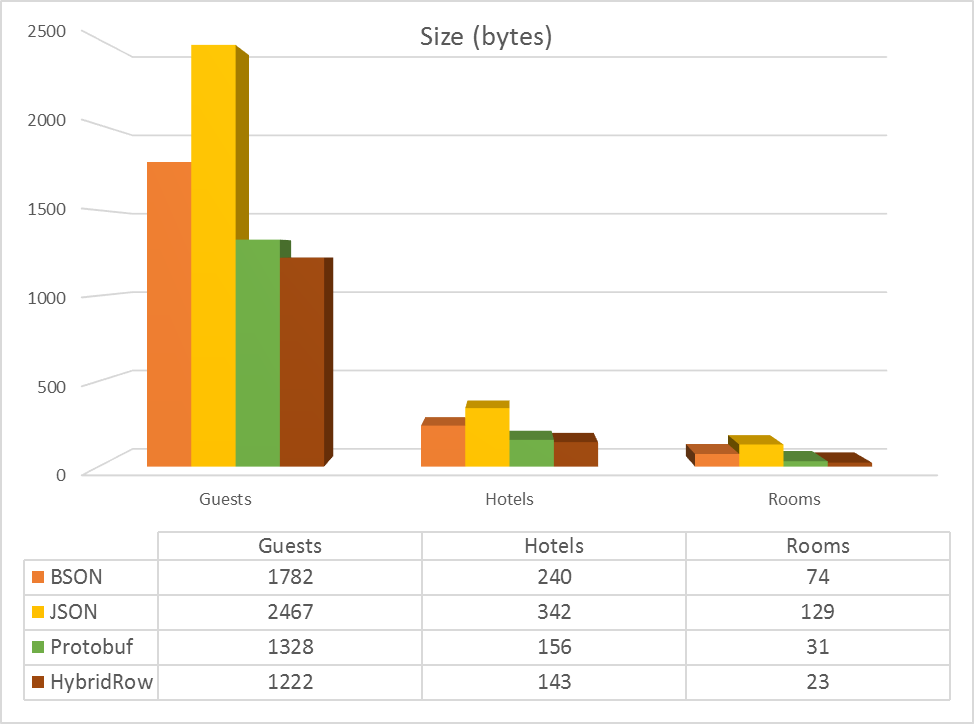 Size (bytes)
2500
2000
1500
1000
500
0
Guests Hotels Rooms
Guests Hotels Rooms
BSON 1782 240 74
JSON 2467 342 129
Protobuf 1328 156 31
HybridRow 1222 143 23